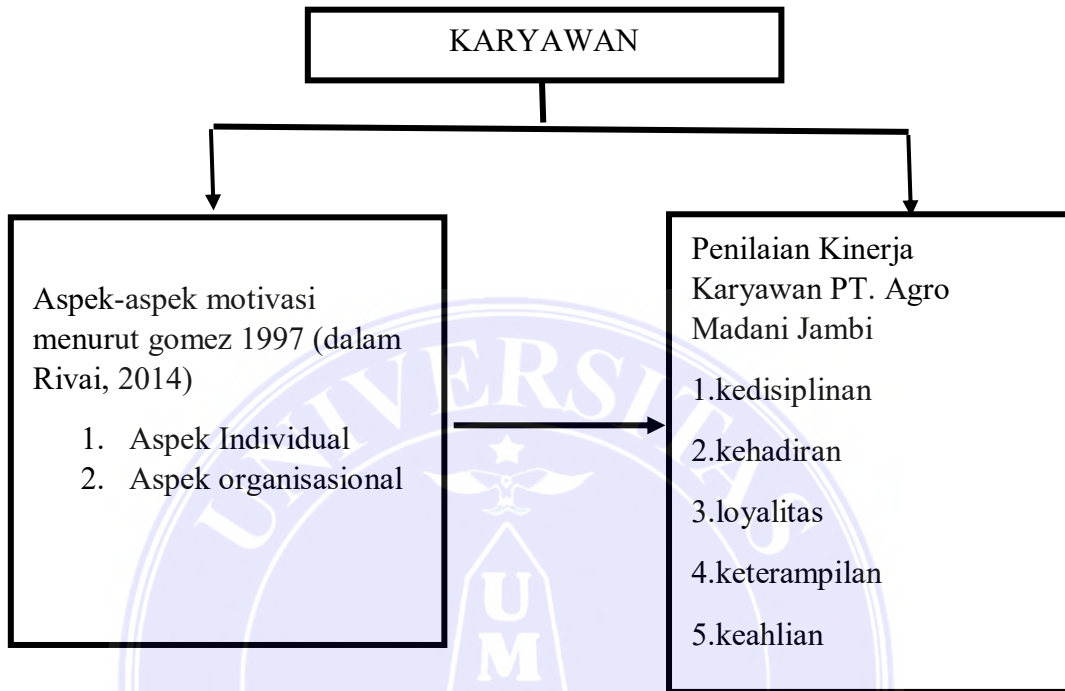 KARYAWAN
Aspek-aspek motivasi
menurut gomez 1997 (dalam
Rivai, 2014)
1. Aspek Individual
2. Aspek organisasional
Penilaian Kinerja
Karyawan PT. Agro
Madani Jambi
1.kedisiplinan
2.kehadiran
3.loyalitas
4.keterampilan
5.keahlian
UNIVERSITAS
U
M